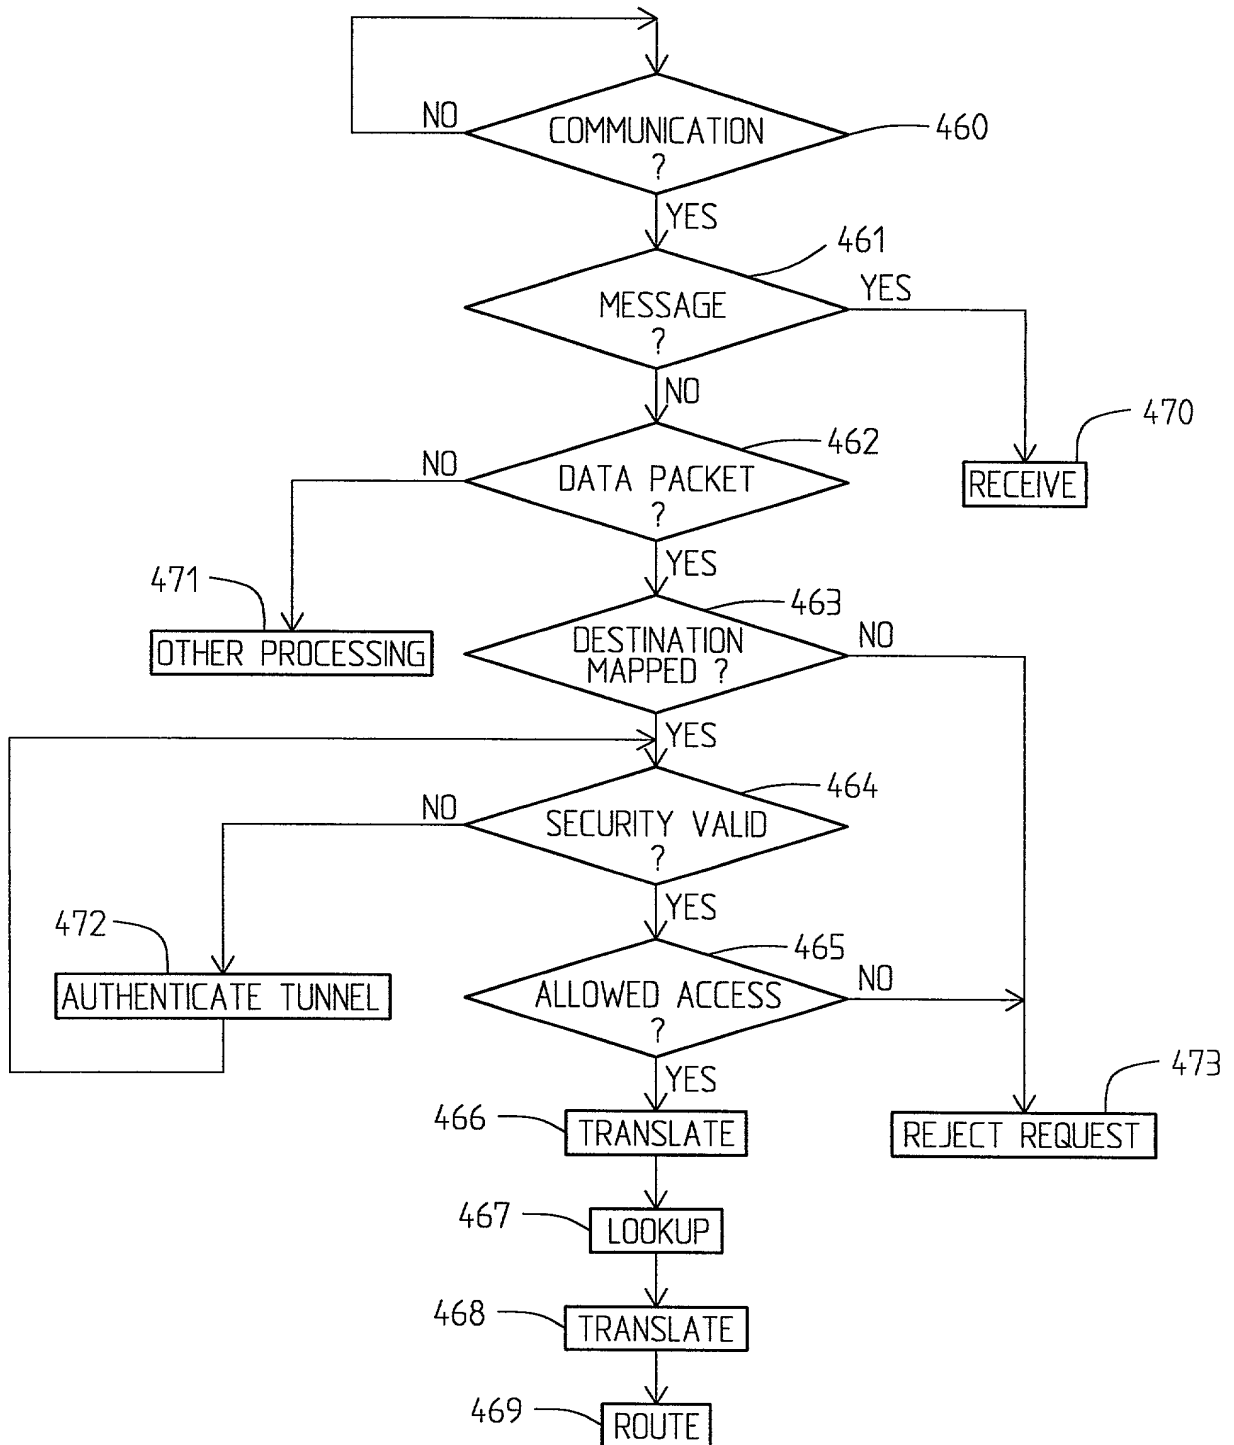 NO
COMMUNICATION
?
460
YES
461
MESSAGE
?
YES
NO
470
RECEIVE
462
NO
DATA PACKET
?
YES
471
OTHER PROCESSING
463
DESTINATION
MAPPED ?
NO
YES
464
NO
SECURITY VALID
?
YES
472
AUTHENTICATE TUNNEL
465
ALLOWED ACCESS
?
NO
YES
473
466
TRANSLATE
REJECT REQUEST
467
LOOKUP
468
TRANSLATE
469
ROUTE